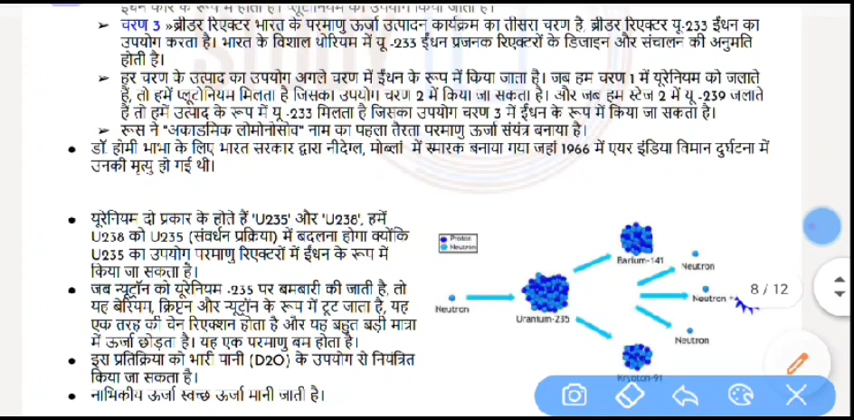 ईंधन के रूप में होता है। प्लूटोनियम का उपयोग किया जाता है।
➢ चरण 3 »ब्रीडर रिएक्टर भारत के परमाणु ऊर्जा उत्पादन कार्यक्रम का तीसरा चरण है, ब्रीडर रिएक्टर यू-233 ईंधन का
उपयोग करता है। भारत के विशाल थोरियम में यू -233 ईंधन प्रजनक रिएक्टरों के डिजाइन और संचालन की अनुमति
होती है।
➢ हर चरण के उत्पाद का उपयोग अगले चरण में ईंधन के रूप में किया जाता है। जब हम चरण 1 में यूरेनियम को जलाते
हैं, तो हमें प्लूटोनियम मिलता है जिसका उपयोग चरण 2 में किया जा सकता है। और जब हम स्टेज 2 में यू -239 जलाते
हैं तो हमें उत्पाद के रूप में यू -233 मिलता है जिसका उपयोग चरण 3 में ईंधन के रूप में किया जा सकता है।
➢ रूस ने "अकाडमिक लोमोनोसोव" नाम का पहला तैरता परमाणु ऊर्जा संयंत्र बनाया है।
• डॉ. होमी भाभा के लिए भारत सरकार द्वारा नीदेग्ल, मोब्लां में स्मारक बनाया गया जहां 1966 में एयर इंडिया विमान दुर्घटना में
उनकी मृत्यु हो गई थी।
• यूरेनियम दो प्रकार के होते हैं 'U235' और 'U238', हमें
U238 को U235 (संवर्धन प्रक्रिया) में बदलना होगा क्योंकि
U235 का उपयोग परमाणु रिएक्टरों में ईंधन के रूप में
किया जा सकता है।
• जब न्यूट्रॉन को यूरेनियम -235 पर बमबारी की जाती है, तो
यह बेरियम, क्रिप्टन और न्यूट्रॉन के रूप में टूट जाता है, यह
एक तरह की चेन रिएक्शन होता है और यह बहुत बड़ी मात्रा
में ऊर्जा छोड़ता है। यह एक परमाणु बम होता है।
• इस प्रतिक्रिया को भारी पानी (D2O) के उपयोग से नियंत्रित
किया जा सकता है।
• नाभिकीय ऊर्जा स्वच्छ ऊर्जा मानी जाती है।
Proton
Neutron
Barium-141
Neutron
Neutron
Neutron
Uranium-235
Neutron
Krypton-91
8 / 12